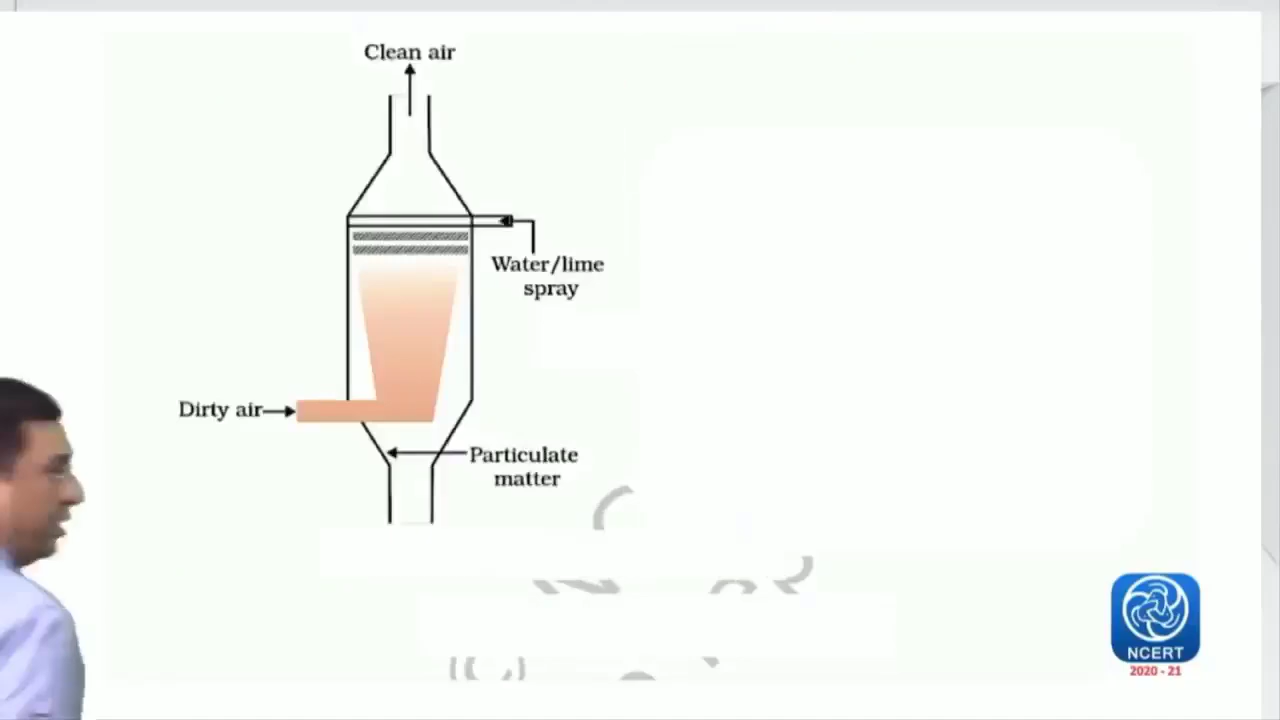 Clean air
Water/lime
spray
Dirty air
Particulate
matter
NCERT
2020 - 21